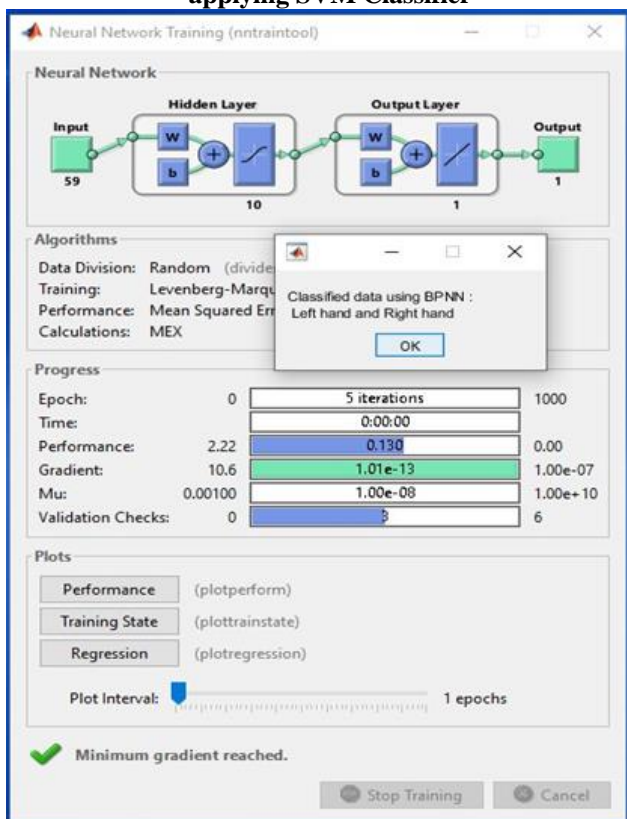 applying SVM Classifier
Neural Network Training (nntraintool)
Neural Network
Hidden Layer
Output Layer
Input
Output
W
b
W
b
59
10
1
1
Algorithms
Data Division: Random (divide
Training: Levenberg-Marqu
Performance: Mean Squared Err
Calculations: MEX
Classified data using BPNN :
Left hand and Right hand
OK
Progress
Epoch: 0 5 iterations 1000
Time: 0:00:00
Performance: 2.22 0.130 0.00
Gradient: 10.6 1.01e-13 1.00e-07
Mu: 0.00100 1.00e-08 1.00e+10
Validation Checks: 0 3 6
Plots
Performance (plotperform)
Training State (plottrainstate)
Regression (plotregression)
Plot Interval: 1 epochs
Minimum gradient reached.
Stop Training Cancel